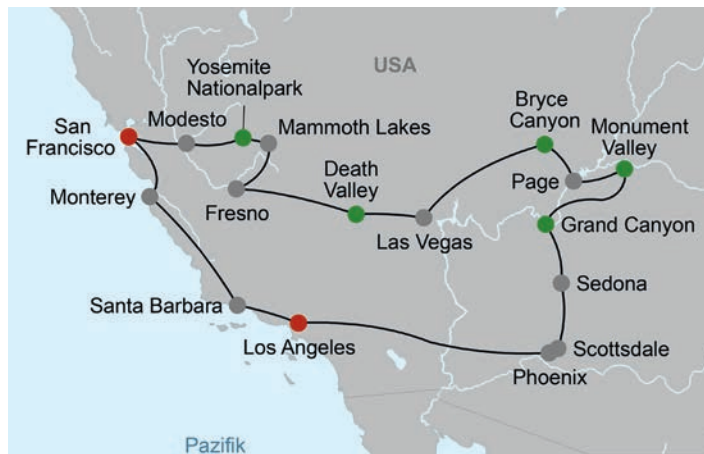 USA
Yosemite
Nationalpark
Bryce
Canyon
Monument
Valley
San
Francisco
Modesto
Mammoth Lakes
Death
Valley
Page
Monterey
Fresno
Las Vegas
Grand Canyon
Sedona
Santa Barbara
Los Angeles
Scottsdale
Phoenix
Pazifik